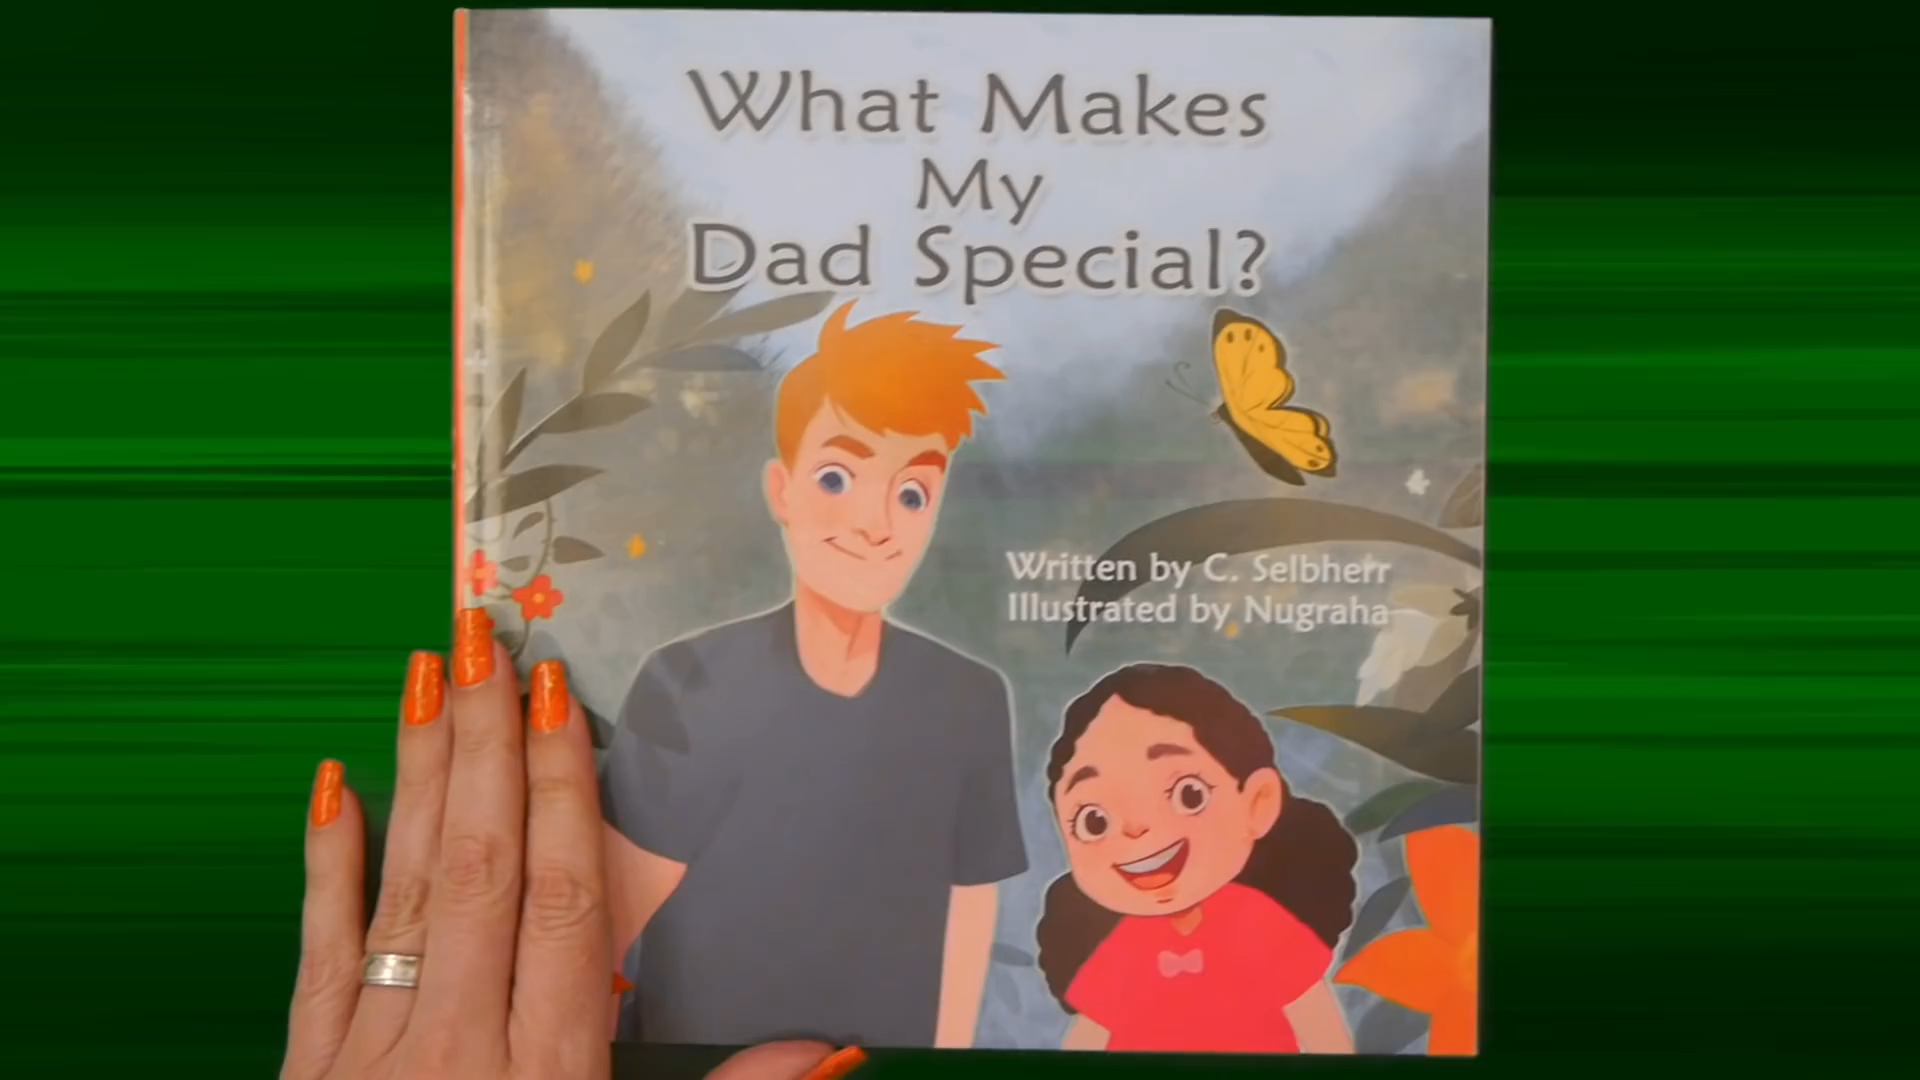 What Makes
My
Dad Special?
Written by C. Selbherr
Illustrated by Nugraha